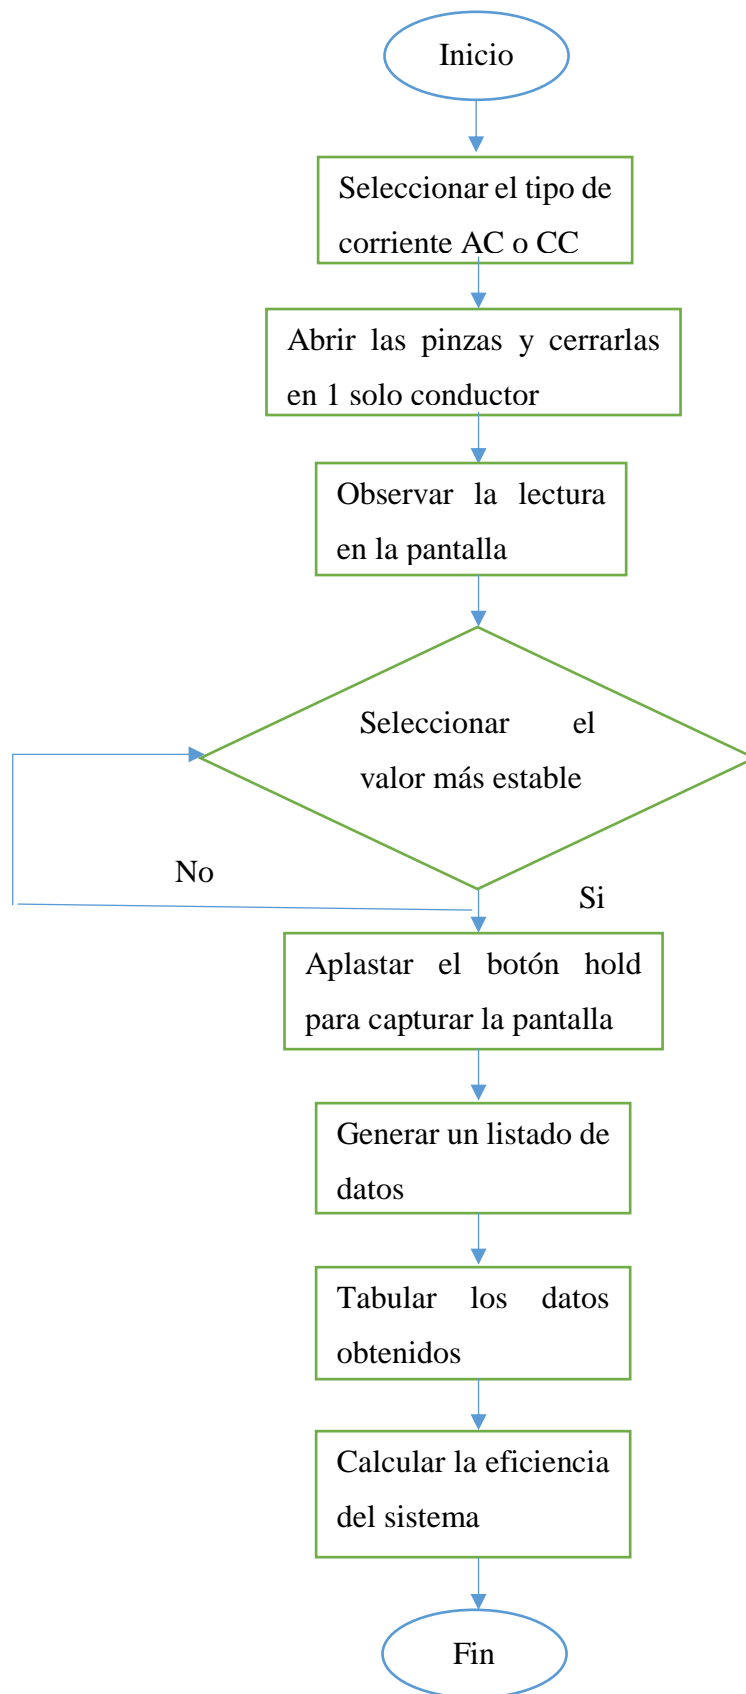 Inicio
Seleccionar el tipo de
corriente AC o CC
Abrir las pinzas y cerrarlas
en 1 solo conductor
Observar la lectura
en la pantalla
Seleccionar el
valor más estable
No
Si
Aplastar el botón hold
para capturar la pantalla
Generar un listado de
datos
Tabular los datos
obtenidos
Calcular la eficiencia
del sistema
Fin